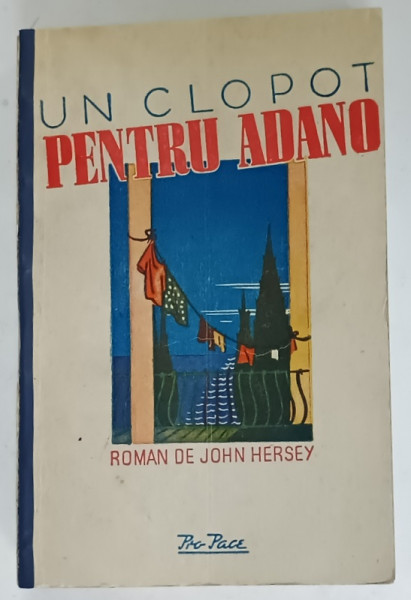 UN CLOPOT
PENTRU ADANO
ROMAN DE JOHN HERSEY
Pro Pace